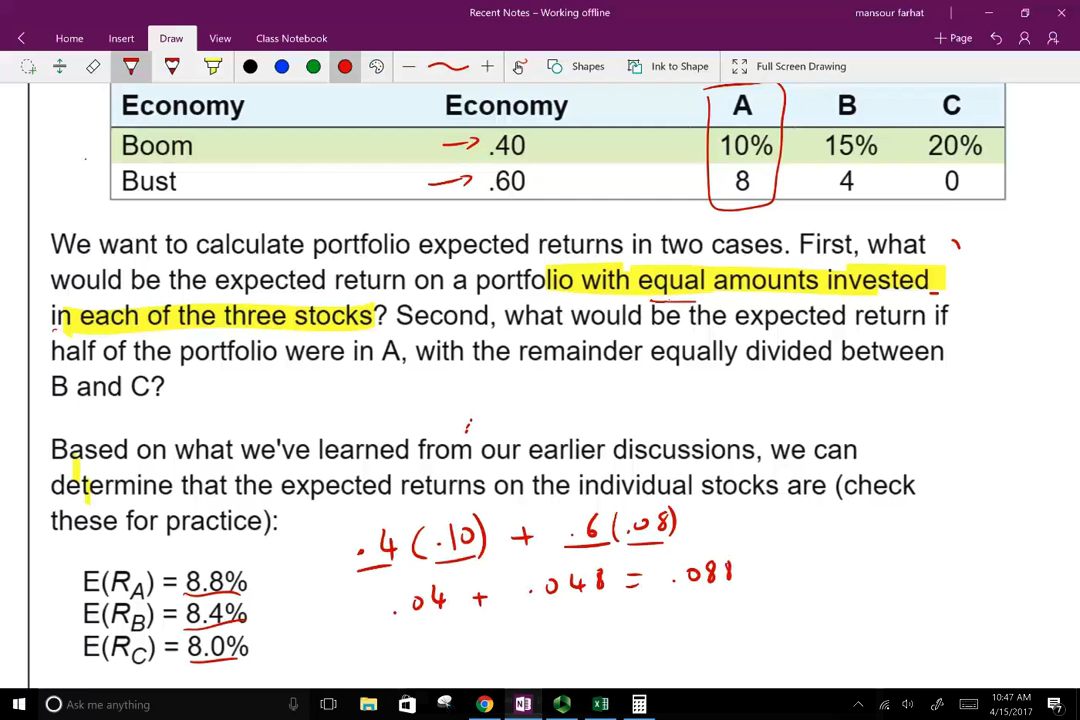 Recent Notes – Working offline
mansour farhat
Home Insert Draw View Class Notebook
Page
Shapes Ink to Shape Full Screen Drawing
Economy Economy A B C
Boom .40 10% 15% 20%
Bust .60 8 4 0
We want to calculate portfolio expected returns in two cases. First, what
would be the expected return on a portfolio with equal amounts invested
in each of the three stocks? Second, what would be the expected return if
half of the portfolio were in A, with the remainder equally divided between
B and C?
Based on what we've learned from our earlier discussions, we can
determine that the expected returns on the individual stocks are (check
these for practice):
.4 (.10) + .6 (.08)
E(RA) = 8.8%
.04 + .048 = .088
E(RB) = 8.4%
E(RC) = 8.0%
Ask me anything
10:47 AM
4/15/2017
7